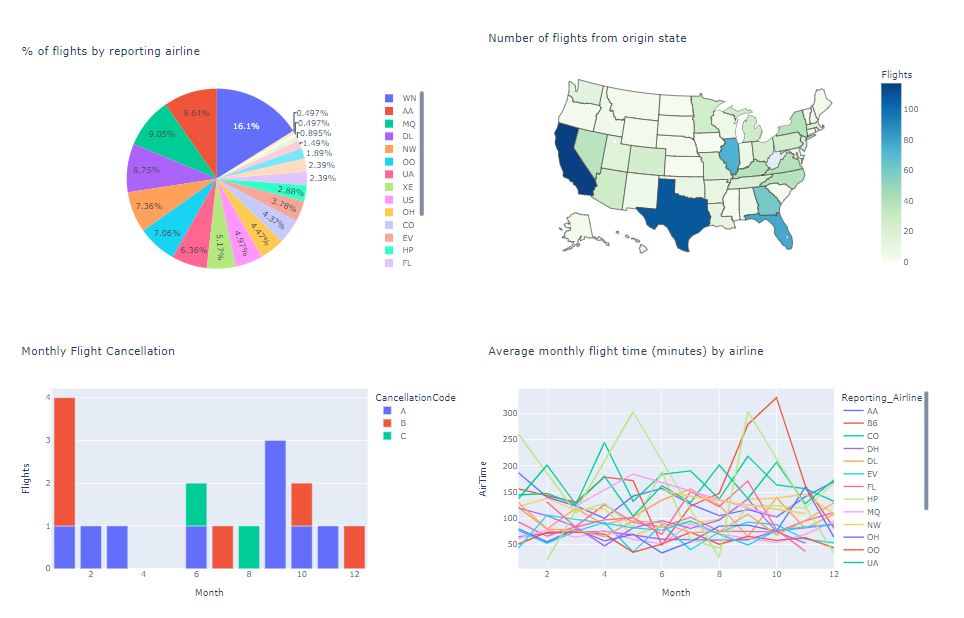 % of flights by reporting airline
16.1%
9.64%
9.05%
8.75%
7.36%
7.06%
6.36%
5.17%
4.97%
4.47%
4.37%
3.78%
2.88%
2.39%
2.39%
1.89%
1.49%
0.895%
0.497%
0.497%
WN
AA
MQ
DL
NW
OO
UA
XE
US
OH
CO
EV
HP
FL
Number of flights from origin state
Flights
100
80
60
40
20
0
Monthly Flight Cancellation
Flights
4
3
2
1
0
2
4
6
8
10
12
Month
CancellationCode
A
B
C
Average monthly flight time (minutes) by airline
AirTime
300
250
200
150
100
50
2
4
6
8
10
12
Month
Reporting_Airline
AA
B6
CO
DH
DL
EV
FL
HP
MQ
NW
OH
OO
UA